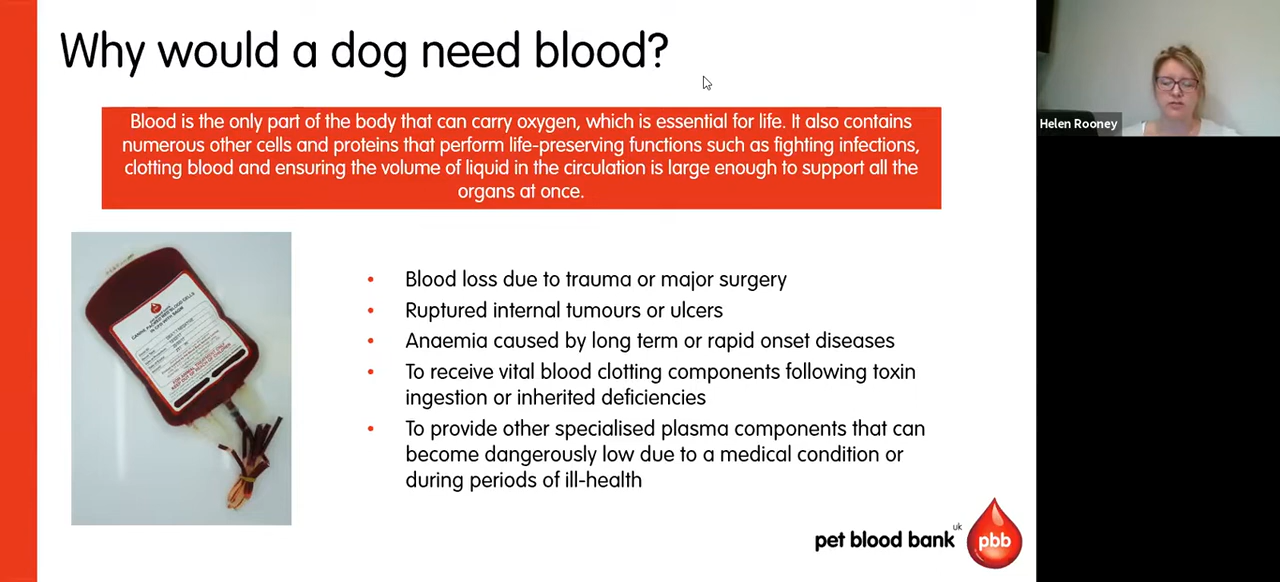 Why would a dog need blood?
Blood is the only part of the body that can carry oxygen, which is essential for life. It also contains
numerous other cells and proteins that perform life-preserving functions such as fighting infections,
clotting blood and ensuring the volume of liquid in the circulation is large enough to support all the
organs at once.
Helen Rooney
CANINE PACKED RED BLOOD CELLS
• Blood loss due to trauma or major surgery
• Ruptured internal tumours or ulcers
• Anaemia caused by long term or rapid onset diseases
• To receive vital blood clotting components following toxin
ingestion or inherited deficiencies
• To provide other specialised plasma components that can
become dangerously low due to a medical condition or
during periods of ill-health
pet blood bank uk
pbb